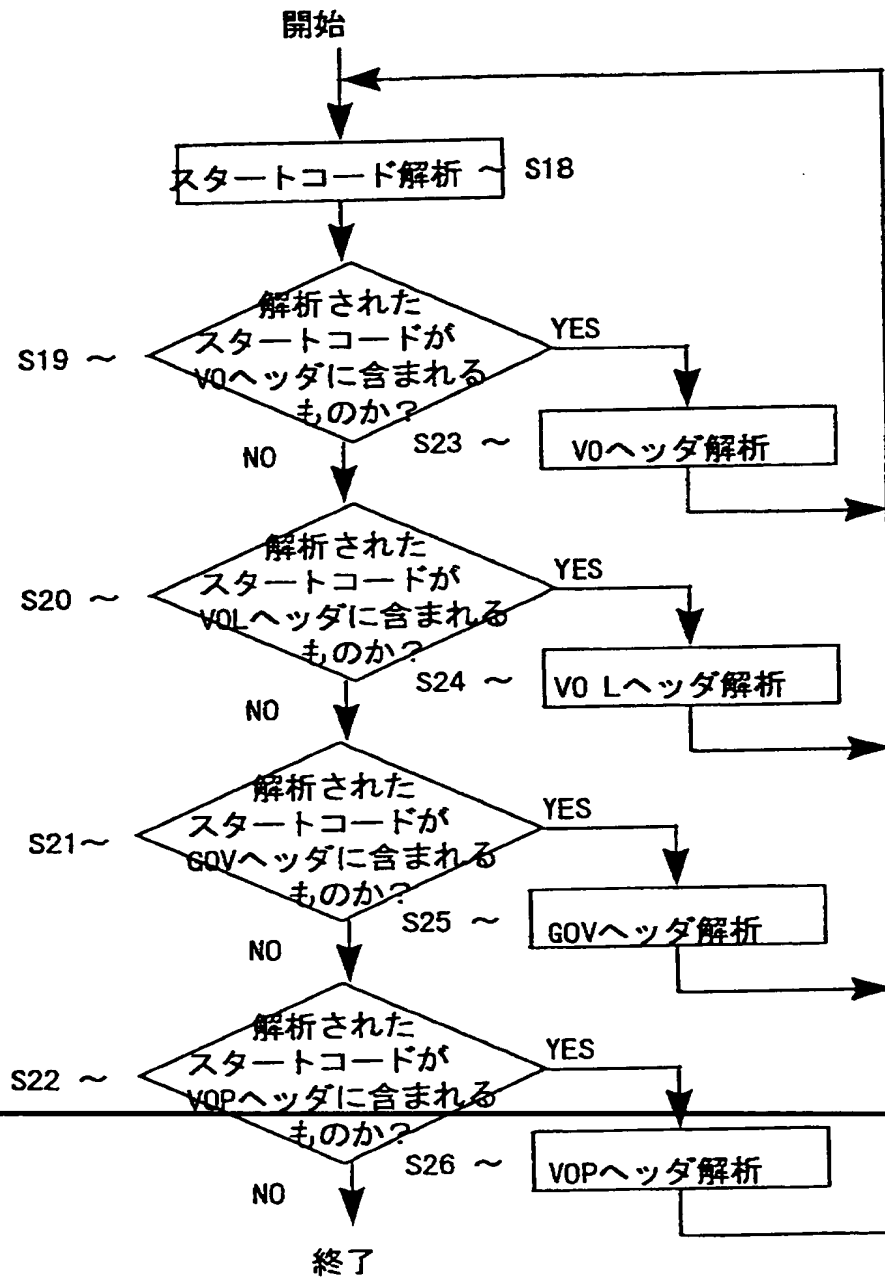 開始
スタートコード解析 ～ S18
解析された
スタートコードが
VOヘッダに含まれる
ものか？
S19 ～
YES
NO
S23 ～
VOヘッダ解析
解析された
スタートコードが
VOLヘッダに含まれる
ものか？
S20 ～
YES
NO
S24 ～
VO Lヘッダ解析
解析された
スタートコードが
GOVヘッダに含まれる
ものか？
S21～
YES
NO
S25 ～
GOVヘッダ解析
解析された
スタートコードが
VOPヘッダに含まれる
ものか？
S22 ～
YES
NO
S26 ～
VOPヘッダ解析
終了